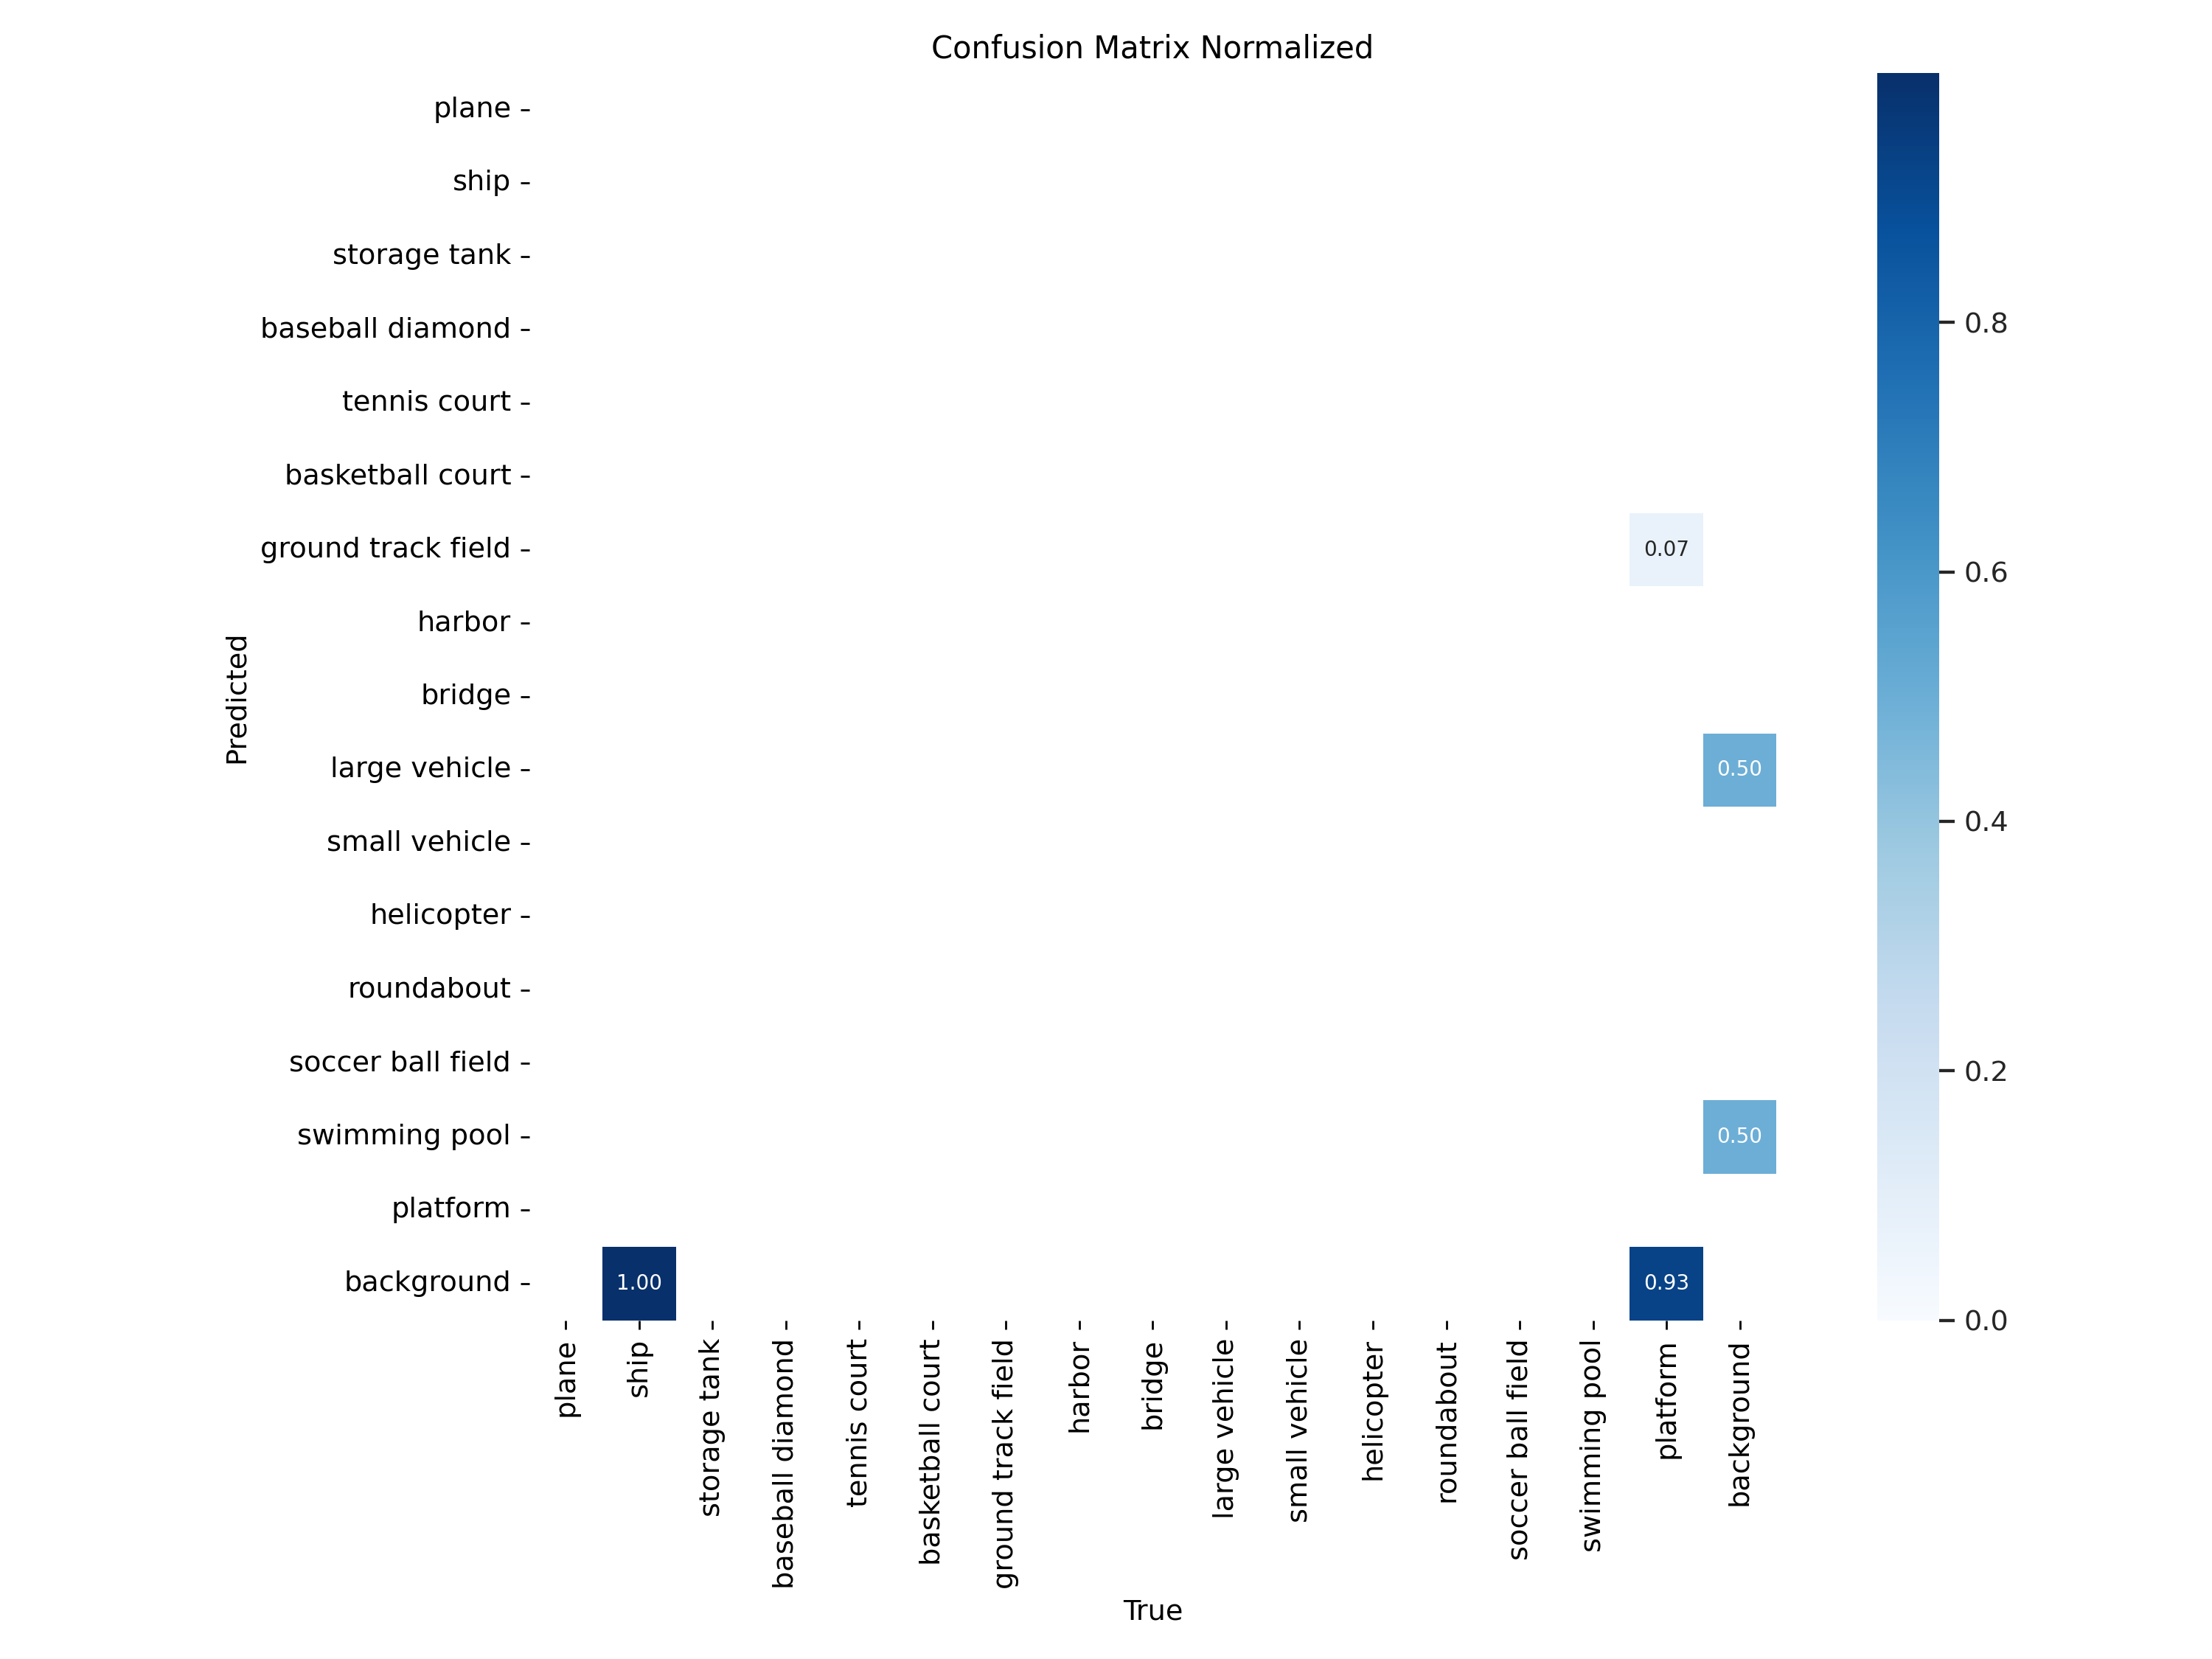 Confusion Matrix Normalized
plane
ship
storage tank
baseball diamond
tennis court
basketball court
ground track field
harbor
bridge
large vehicle
small vehicle
helicopter
roundabout
soccer ball field
swimming pool
platform
background
Predicted
0.07
0.50
0.50
1.00
0.93
0.8
0.6
0.4
0.2
0.0
plane
ship
storage tank
baseball diamond
tennis court
basketball court
ground track field
harbor
bridge
large vehicle
small vehicle
helicopter
roundabout
soccer ball field
swimming pool
platform
background
True